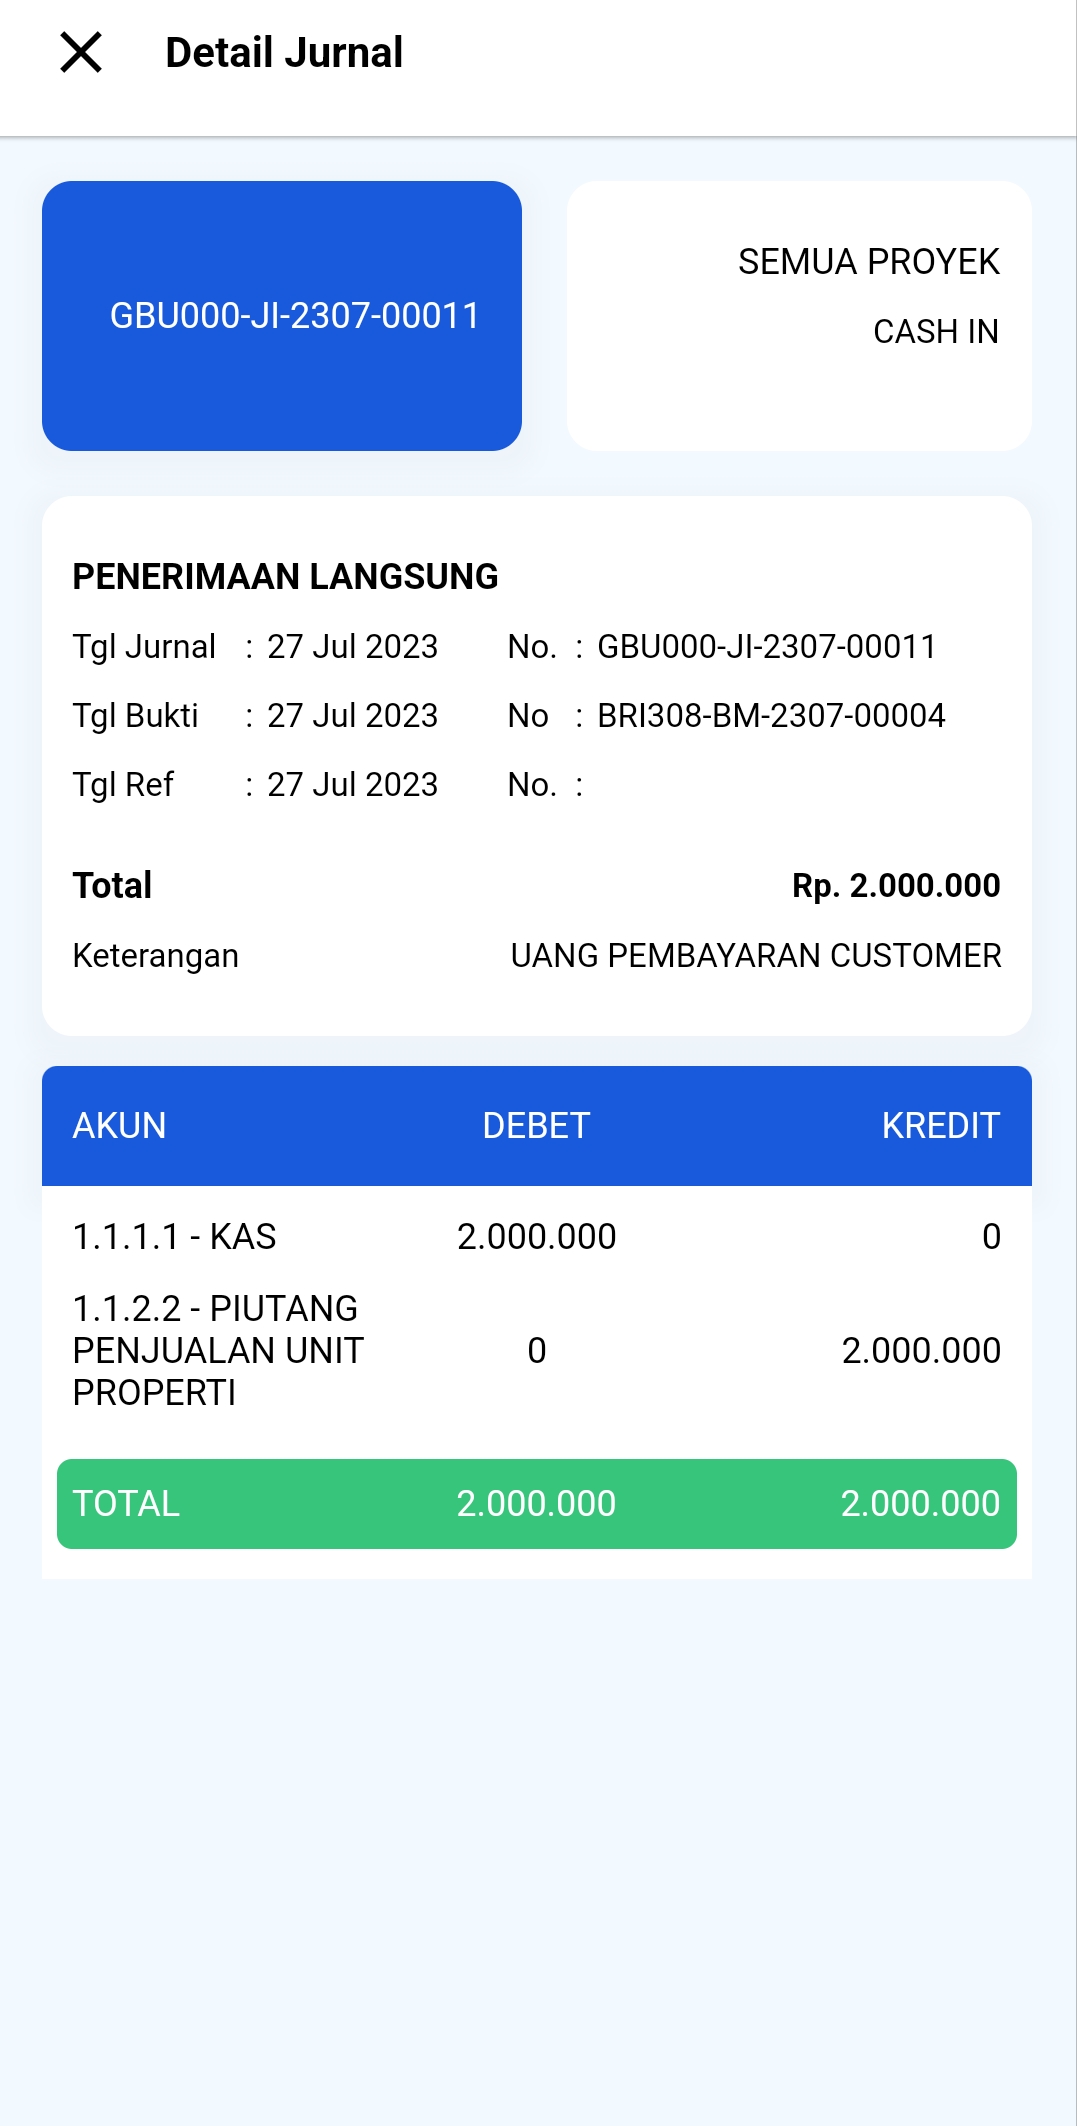 Detail Jurnal
GBU000-JI-2307-00011
SEMUA PROYEK
CASH IN
PENERIMAAN LANGSUNG
Tgl Jurnal : 27 Jul 2023 No. : GBU000-JI-2307-00011
Tgl Bukti : 27 Jul 2023 No : BRI308-BM-2307-00004
Tgl Ref : 27 Jul 2023 No. :
Total Rp. 2.000.000
Keterangan UANG PEMBAYARAN CUSTOMER
AKUN DEBET KREDIT
1.1.1.1 - KAS 2.000.000 0
1.1.2.2 - PIUTANG
PENJUALAN UNIT 0 2.000.000
PROPERTI
TOTAL 2.000.000 2.000.000